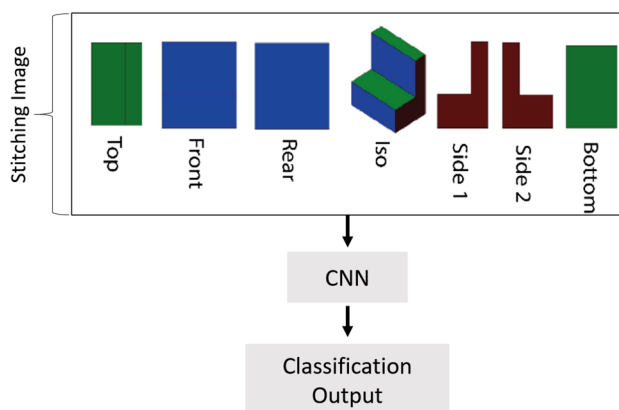 Stitching Image
Top
Front
Rear
Iso
Side 1
Side 2
Bottom
CNN
Classification
Output